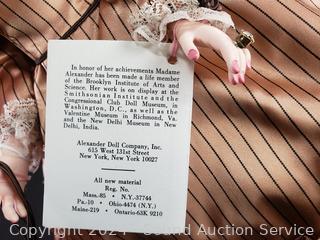 In honor of her achievements Madame
Alexander has been made a life member
of the Brooklyn Institute of Arts and
Science. Her work is on display at the
Smithsonian Institute and the
Congressional Club Doll Museum, in
Washington, D.C., as well as the
Valentine Museum in Richmond, Va.
and the New Delhi Museum in New
Delhi, India.
Alexander Doll Company, Inc.
615 West 131st Street
New York, New York 10027
All new material
Reg. No.
Mass.-85 • N.Y.-37744
Pa.-10 • Ohio-4474 (N.Y.)
Maine-219 • Ontario-63K 9210
Copyright 2024 - Sound Auction Service